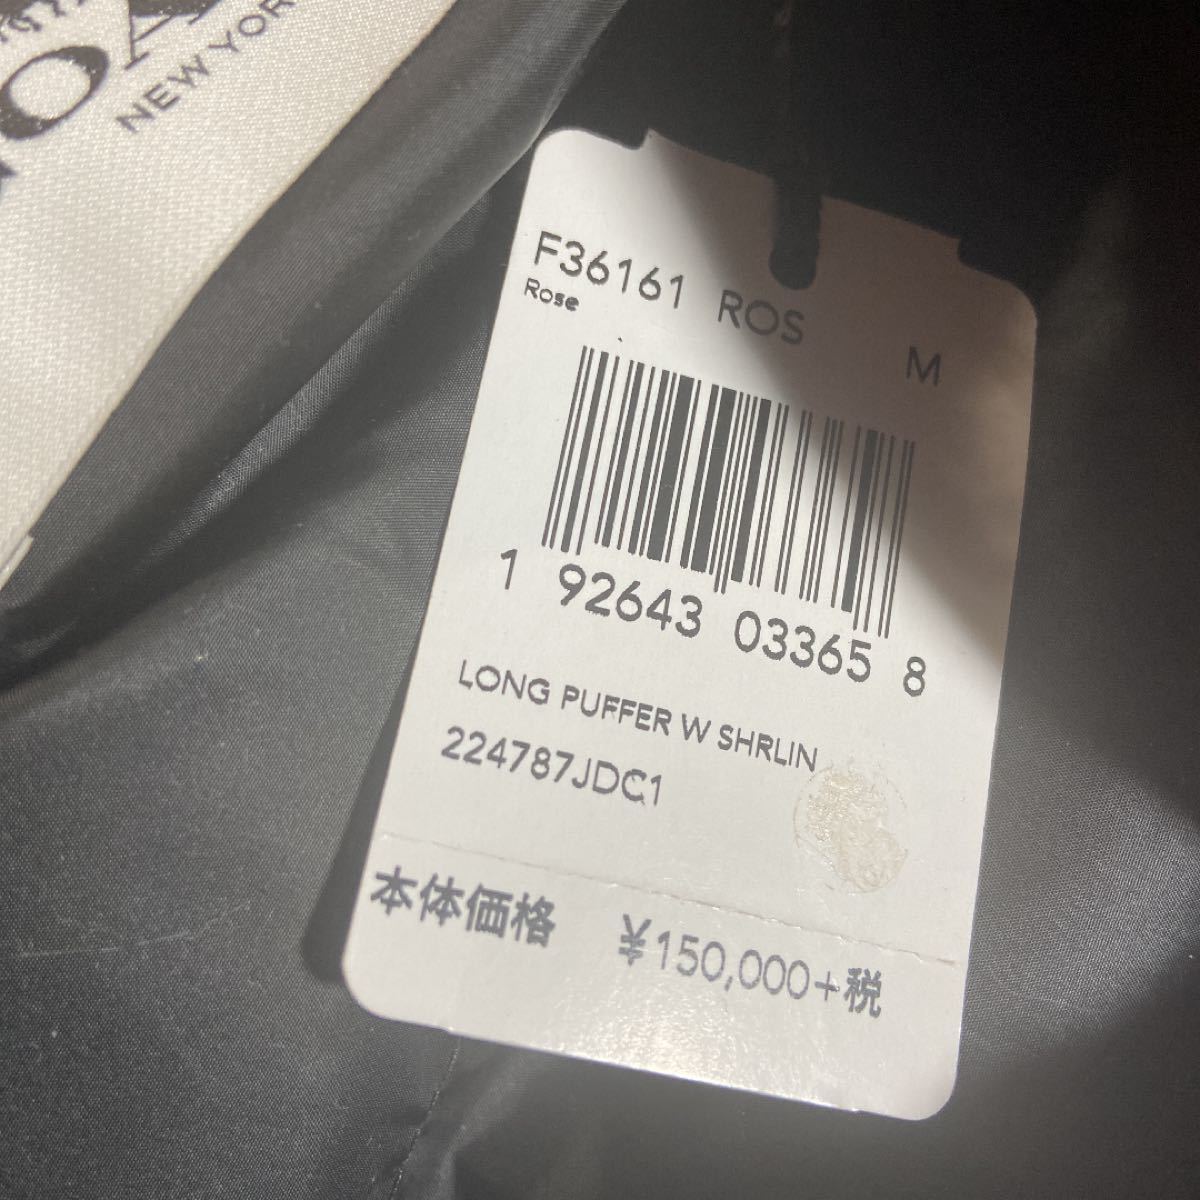 NEW YORK
F36161 ROS M
Rose
1 92643 03365 8
LONG PUFFER W SHRLIN
224787JDC1
本体価格 ¥150,000+税